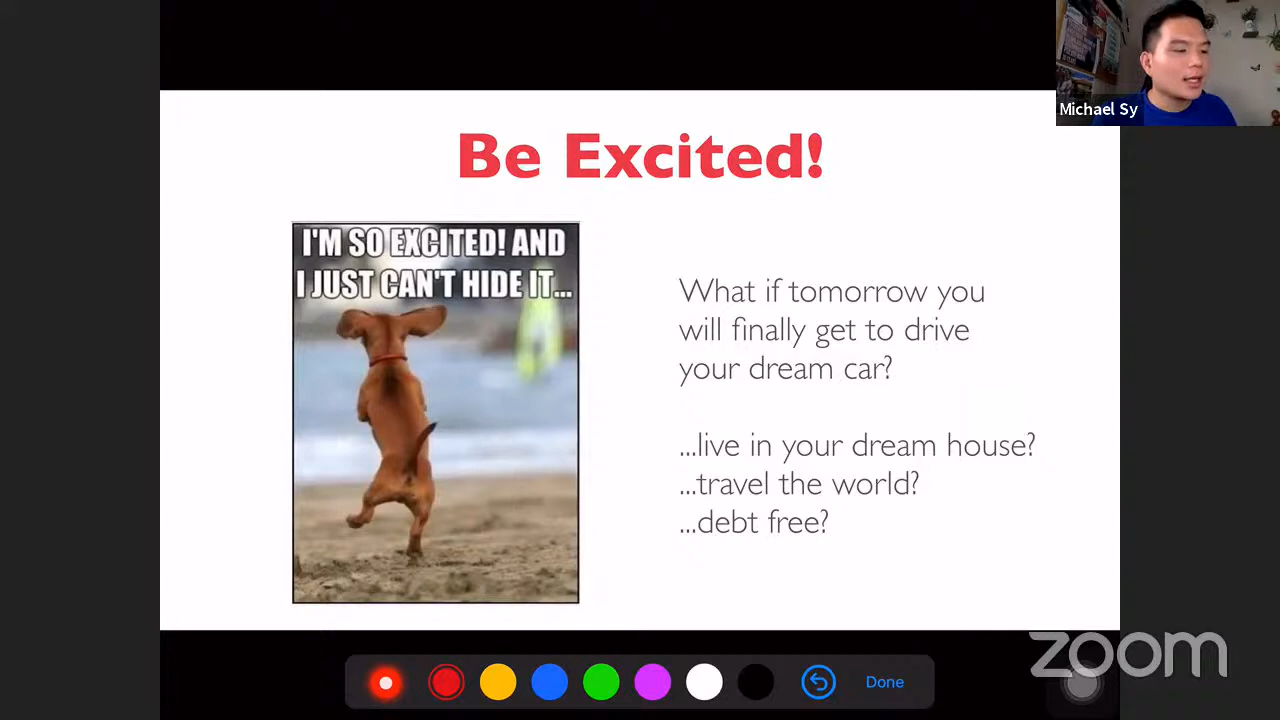 Michael Sy
Be Excited!
I'M SO EXCITED! AND
I JUST CAN'T HIDE IT...
What if tomorrow you
will finally get to drive
your dream car?
...live in your dream house?
...travel the world?
...debt free?
zoom
Done